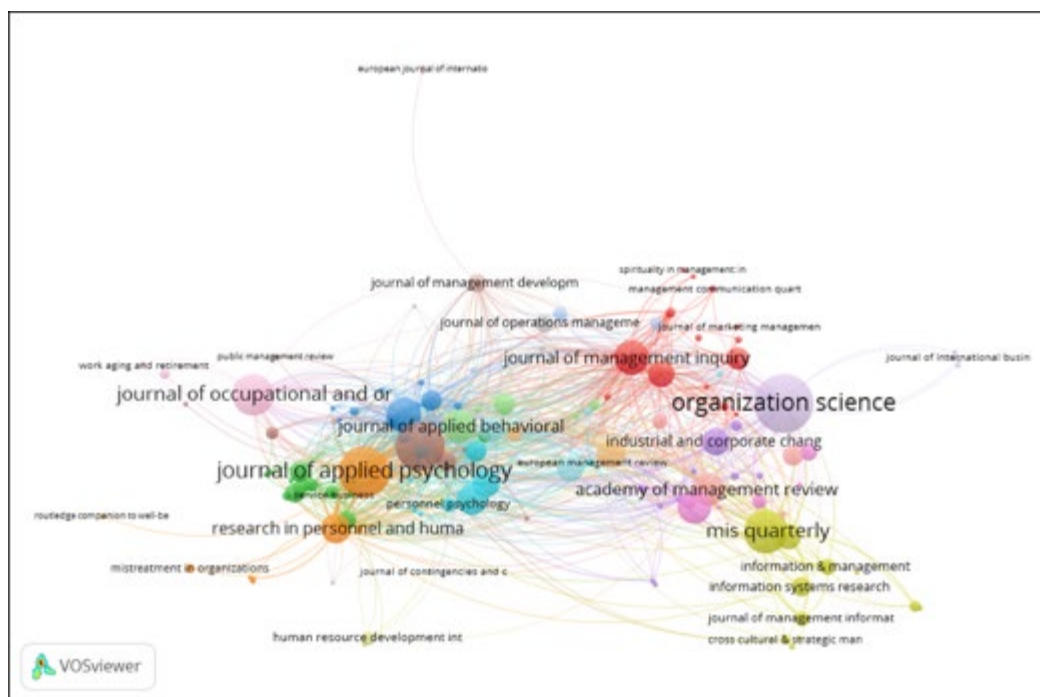 european journal of internatio
spirituality in management: in
journal of management developm
management communication quart
journal of operations manageme
journal of marketing managemen
public management review
journal of management inquiry
journal of international busin
work aging and retirement
journal of occupational and or
organization science
journal of applied behavioral
industrial and corporate chang
european management review
journal of applied psychology
academy of management review
service business
personnel psychology
routledge companion to well-be
research in personnel and huma
mis quarterly
mistreatment in organizations
journal of contingencies and c
information & management
information systems research
journal of management informat
human resource development int
cross cultural & strategic man
VOSviewer